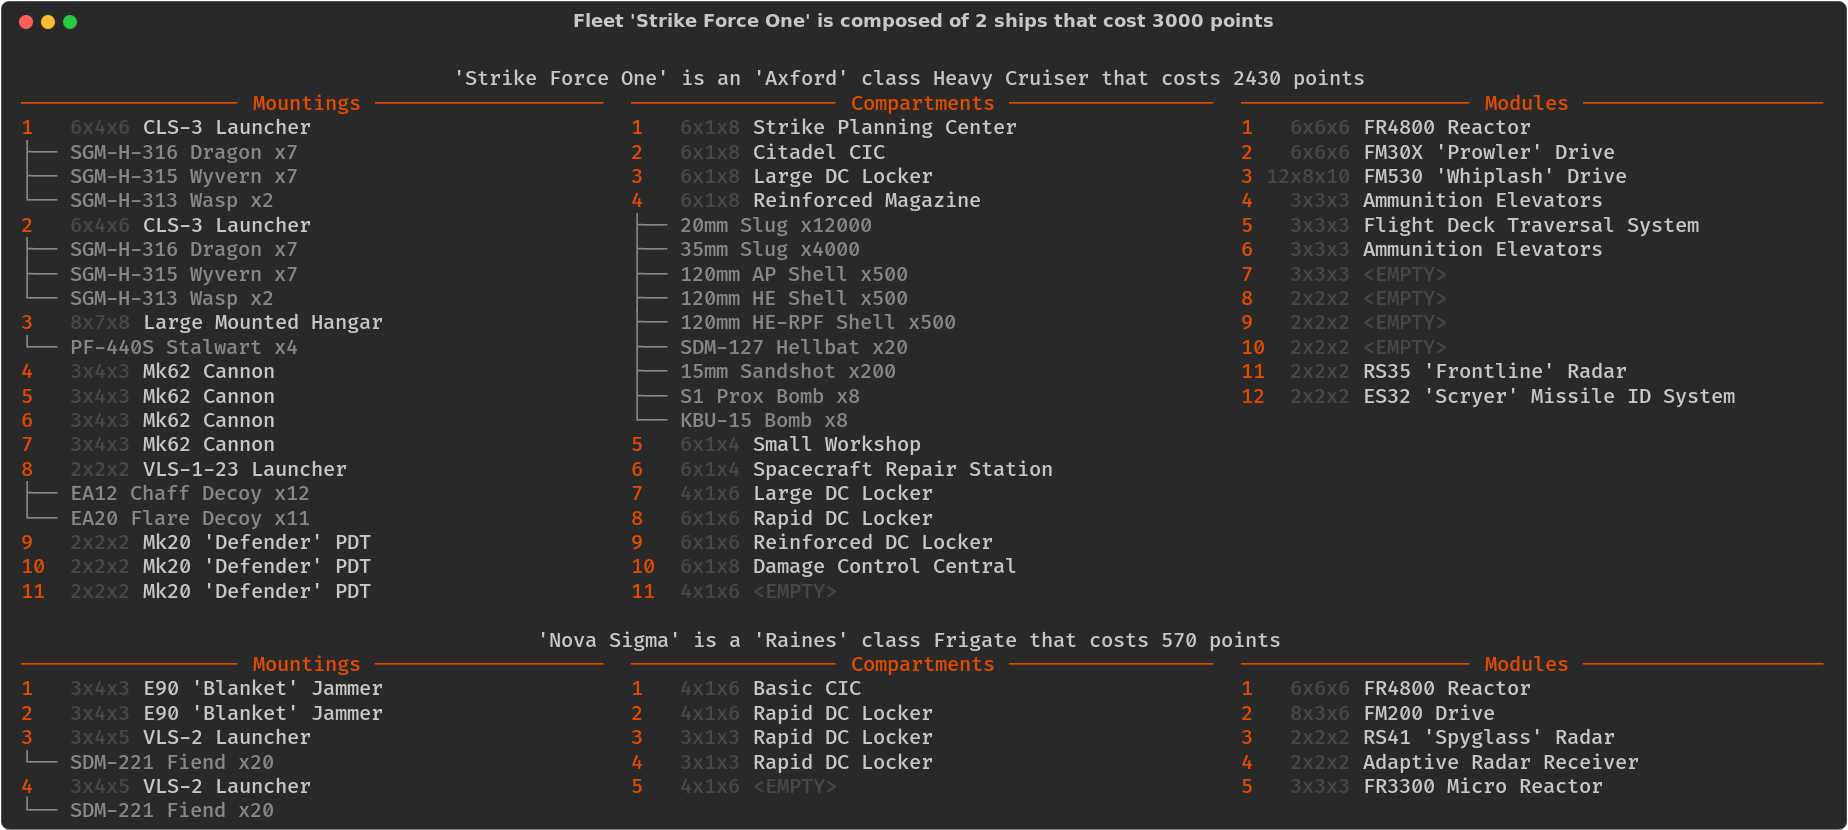 Fleet 'Strike Force One' is composed of 2 ships that cost 3000 points
'Strike Force One' is an 'Axford' class Heavy Cruiser that costs 2430 points
Mountings
1 6x4x6 CLS-3 Launcher
SGM-H-316 Dragon x7
SGM-H-315 Wyvern x7
SGM-H-313 Wasp x2
2 6x4x6 CLS-3 Launcher
SGM-H-316 Dragon x7
SGM-H-315 Wyvern x7
SGM-H-313 Wasp x2
3 8x7x8 Large Mounted Hangar
PF-440S Stalwart x4
4 3x4x3 Mk62 Cannon
5 3x4x3 Mk62 Cannon
6 3x4x3 Mk62 Cannon
7 3x4x3 Mk62 Cannon
8 2x2x2 VLS-1-23 Launcher
EA12 Chaff Decoy x12
EA20 Flare Decoy x11
9 2x2x2 Mk20 'Defender' PDT
10 2x2x2 Mk20 'Defender' PDT
11 2x2x2 Mk20 'Defender' PDT
Compartments
1 6x1x8 Strike Planning Center
2 6x1x8 Citadel CIC
3 6x1x8 Large DC Locker
4 6x1x8 Reinforced Magazine
20mm Slug x12000
35mm Slug x4000
120mm AP Shell x500
120mm HE Shell x500
120mm HE-RPF Shell x500
SDM-127 Hellbat x20
15mm Sandshot x200
S1 Prox Bomb x8
KBU-15 Bomb x8
5 6x1x4 Small Workshop
6 6x1x4 Spacecraft Repair Station
7 4x1x6 Large DC Locker
8 6x1x6 Rapid DC Locker
9 6x1x6 Reinforced DC Locker
10 6x1x8 Damage Control Central
11 4x1x6 <EMPTY>
Modules
1 6x6x6 FR4800 Reactor
2 6x6x6 FM30X 'Prowler' Drive
3 12x8x10 FM530 'Whiplash' Drive
4 3x3x3 Ammunition Elevators
5 3x3x3 Flight Deck Traversal System
6 3x3x3 Ammunition Elevators
7 3x3x3 <EMPTY>
8 2x2x2 <EMPTY>
9 2x2x2 <EMPTY>
10 2x2x2 <EMPTY>
11 2x2x2 RS35 'Frontline' Radar
12 2x2x2 ES32 'Scryer' Missile ID System
'Nova Sigma' is a 'Raines' class Frigate that costs 570 points
Mountings
1 3x4x3 E90 'Blanket' Jammer
2 3x4x3 E90 'Blanket' Jammer
3 3x4x5 VLS-2 Launcher
SDM-221 Fiend x20
4 3x4x5 VLS-2 Launcher
SDM-221 Fiend x20
Compartments
1 4x1x6 Basic CIC
2 4x1x6 Rapid DC Locker
3 3x1x3 Rapid DC Locker
4 3x1x3 Rapid DC Locker
5 4x1x6 <EMPTY>
Modules
1 6x6x6 FR4800 Reactor
2 8x3x6 FM200 Drive
3 2x2x2 RS41 'Spyglass' Radar
4 2x2x2 Adaptive Radar Receiver
5 3x3x3 FR3300 Micro Reactor